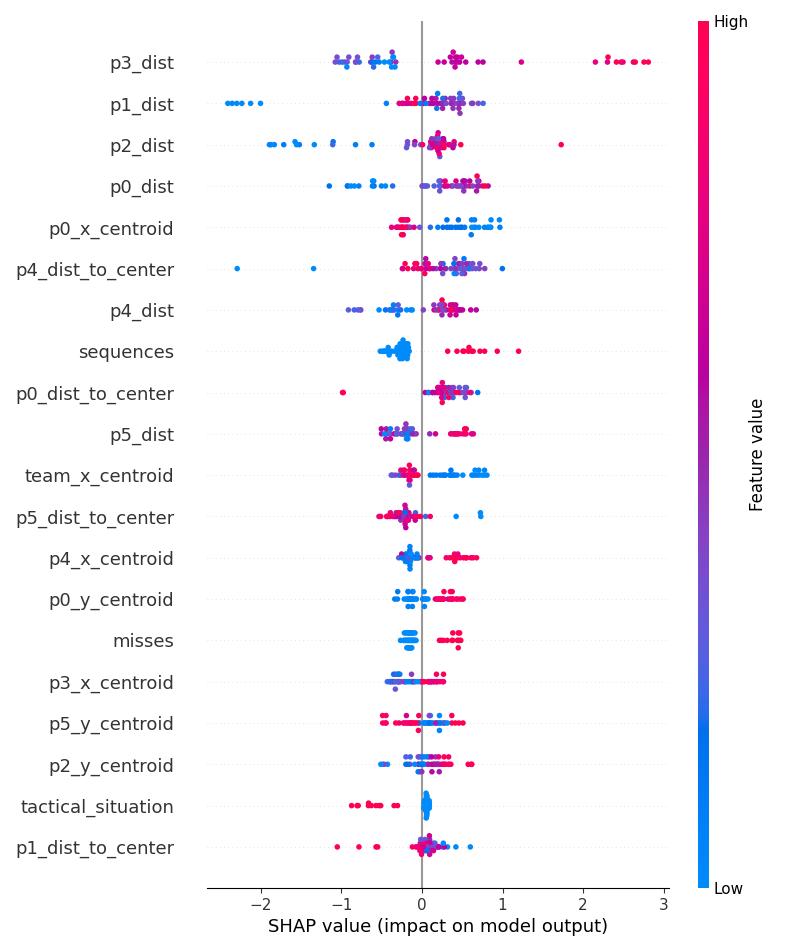 High
p3_dist
p1_dist
p2_dist
p0_dist
p0_x_centroid
p4_dist_to_center
p4_dist
sequences
p0_dist_to_center
p5_dist
team_x_centroid
p5_dist_to_center
p4_x_centroid
p0_y_centroid
misses
p3_x_centroid
p5_y_centroid
p2_y_centroid
tactical_situation
p1_dist_to_center
Feature value
Low
−2 −1 0 1 2 3
SHAP value (impact on model output)